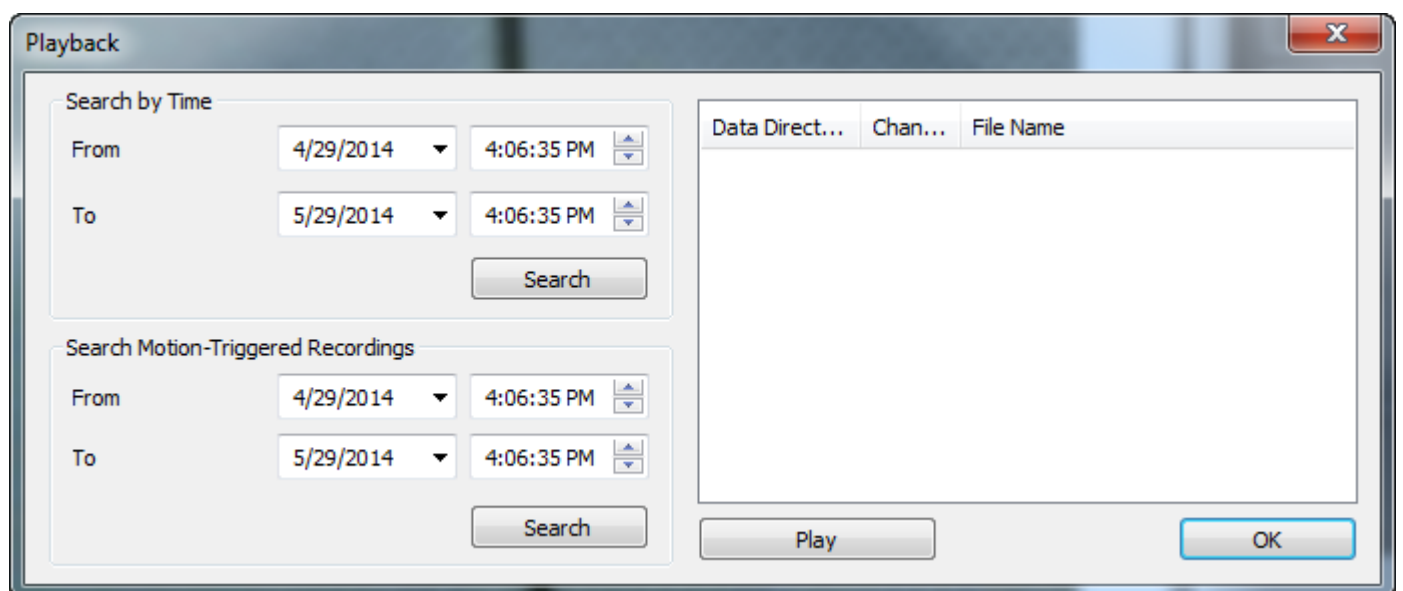 Playback
Search by Time
From 4/29/2014 4:06:35 PM
To 5/29/2014 4:06:35 PM
Search
Search Motion-Triggered Recordings
From 4/29/2014 4:06:35 PM
To 5/29/2014 4:06:35 PM
Search
Data Direct... Chan... File Name
Play OK